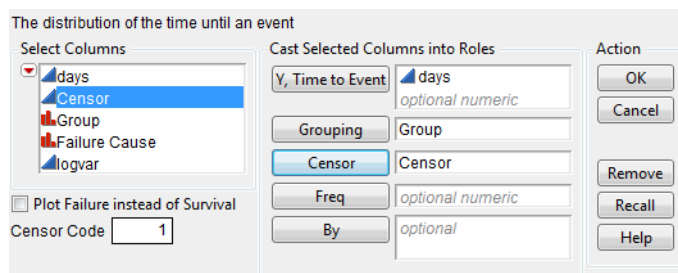 The distribution of the time until an event
Select Columns
days
Censor
Group
Failure Cause
logvar
Plot Failure instead of Survival
Censor Code 1
Cast Selected Columns into Roles
Y, Time to Event days
optional numeric
Grouping Group
Censor Censor
Freq optional numeric
By optional
Action
OK
Cancel
Remove
Recall
Help